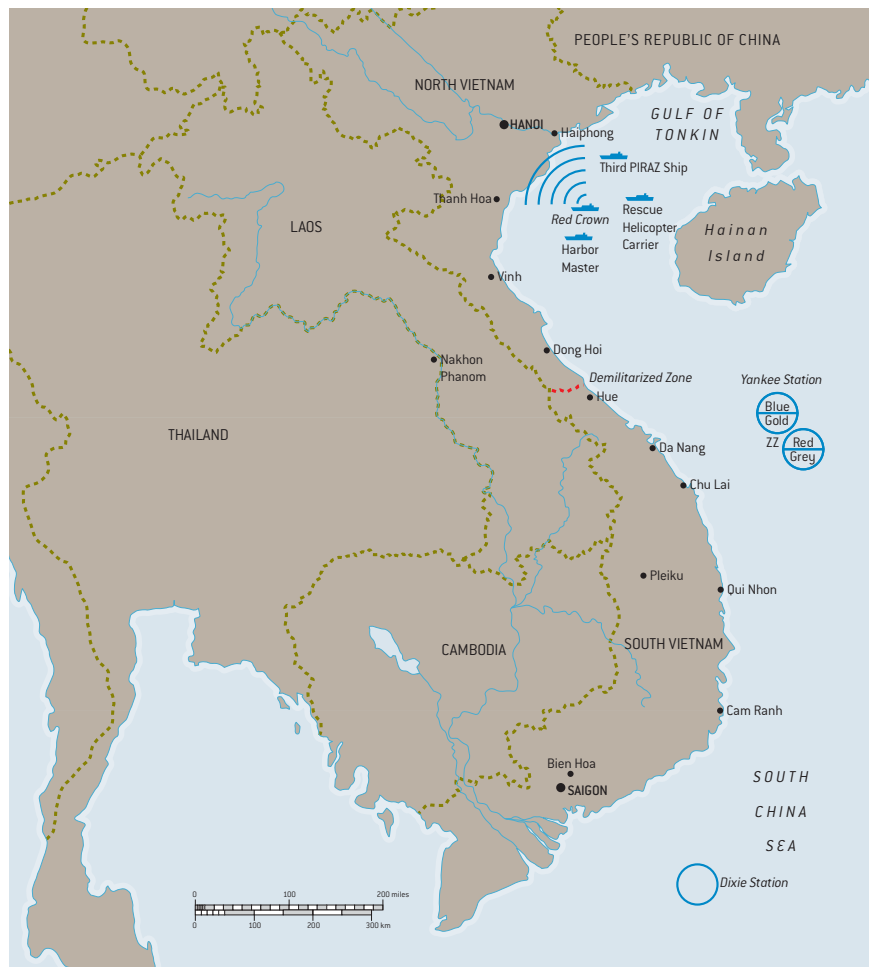 PEOPLE'S REPUBLIC OF CHINA
NORTH VIETNAM
GULF OF
TONKIN
HANOI
Haiphong
Third PIRAZ Ship
Thanh Hoa
Red Crown
Rescue
Helicopter
Carrier
Harbor
Master
Hainan
Island
LAOS
Vinh
Dong Hoi
Nakhon
Phanom
Demilitarized Zone
Hue
Yankee Station
Blue
Gold
ZZ
Red
Grey
THAILAND
Da Nang
Chu Lai
Pleiku
Qui Nhon
CAMBODIA
SOUTH VIETNAM
Cam Ranh
Bien Hoa
SAIGON
SOUTH
CHINA
SEA
Dixie Station
0 100 200 miles
0 100 200 300 km